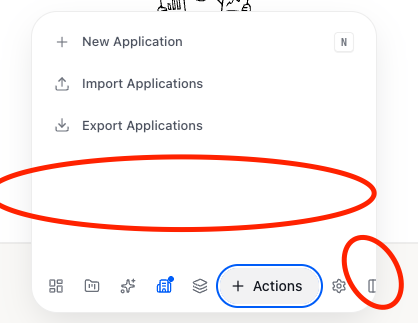 New Application
N
Import Applications
Export Applications
Actions